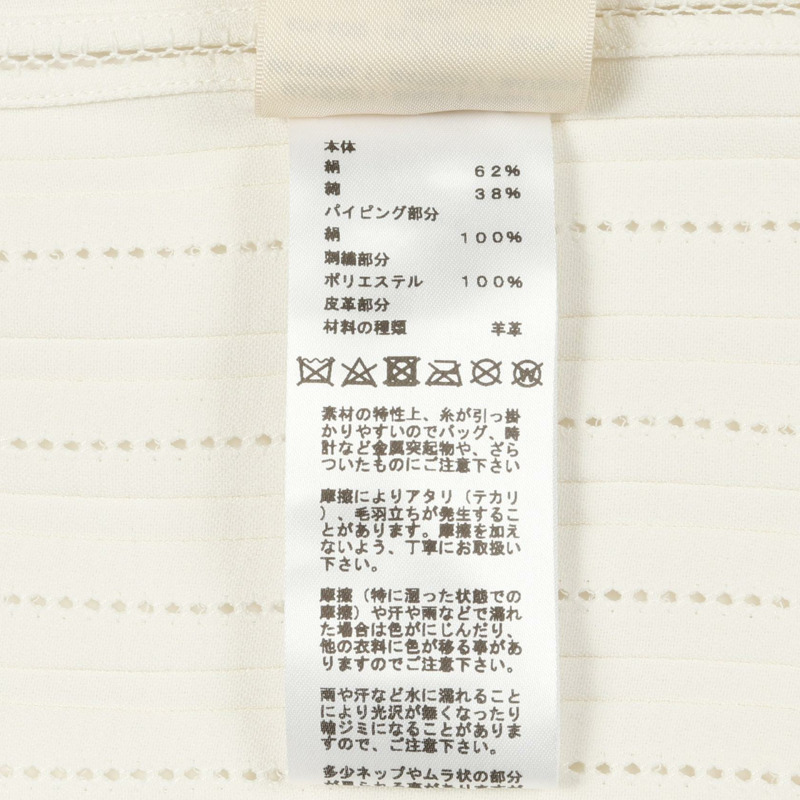 本体
絹 62%
綿 38%
パイピング部分
絹 100%
刺繍部分
ポリエステル 100%
皮革部分
材料の種類 羊革
素材の特性上、糸が引っ掛
かりやすいのでバッグ、時
計など金属突起物や、ざら
ついたものにご注意下さい
摩擦によりアタリ（テカリ
）、毛羽立ちが発生するこ
とがあります。摩擦を加え
ないよう、丁寧にお取扱い
下さい。
摩擦（特に湿った状態での
摩擦）や汗や雨などで濡れ
た場合は色がにじんだり、
他の衣料に色が移る事があ
りますのでご注意下さい。
雨や汗など水に濡れること
により光沢が無くなったり
輪ジミになることがありま
すので、ご注意下さい。
多少ネップやムラ状の部分
が見られる事がありますが